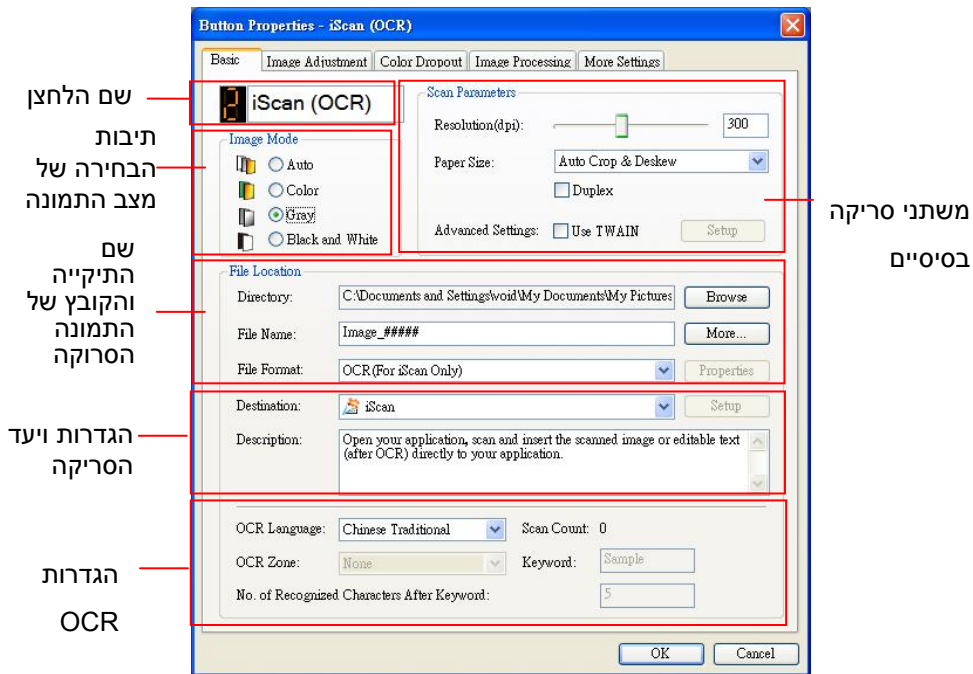 Button Properties - iScan (OCR)
Basic Image Adjustment Color Dropout Image Processing More Settings
שם הלחצן
2 iScan (OCR)
תיבות
הבחירה של
מצב התמונה
Image Mode
Auto
Color
Gray
Black and White
Scan Parameters
Resolution(dpi): 300
Paper Size: Auto Crop & Deskew
Duplex
Advanced Settings: Use TWAIN Setup
משתני סריקה
בסיסיים
שם
התיקייה
והקובץ של
התמונה
הסרוקה
File Location
Directory: C:\Documents and Settings\void\My Documents\My Pictures Browse
File Name: Image_##### More...
File Format: OCR(For iScan Only) Properties
הגדרות ויעד
הסריקה
Destination: iScan Setup
Description: Open your application, scan and insert the scanned image or editable text
(after OCR) directly to your application.
הגדרות
OCR
OCR Language: Chinese Traditional Scan Count: 0
OCR Zone: None Keyword: Sample
No. of Recognized Characters After Keyword: 5
OK Cancel